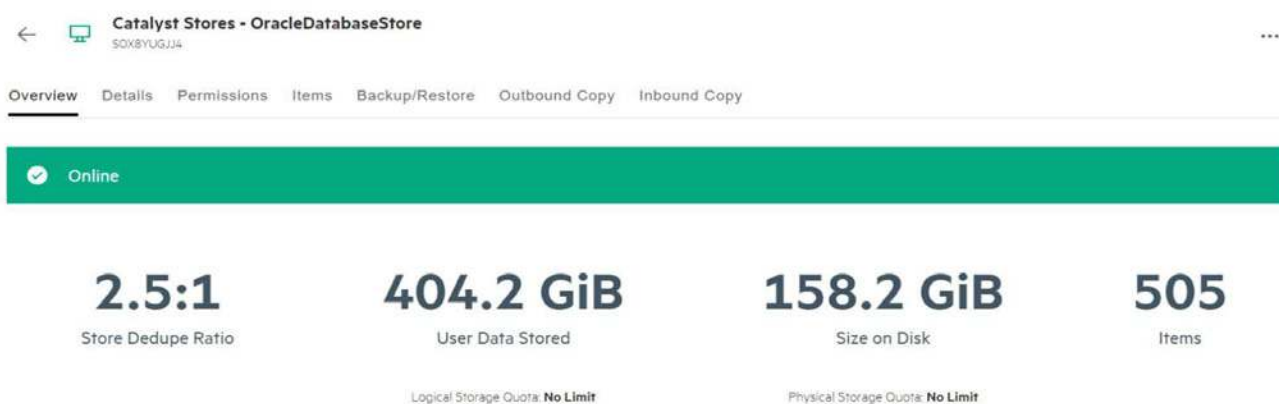 Catalyst Stores - OracleDatabaseStore
SOX8YUGJJ4
Overview Details Permissions Items Backup/Restore Outbound Copy Inbound Copy
Online
2.5:1 404.2 GiB 158.2 GiB 505
Store Dedupe Ratio User Data Stored Size on Disk Items
Logical Storage Quota: No Limit Physical Storage Quota: No Limit